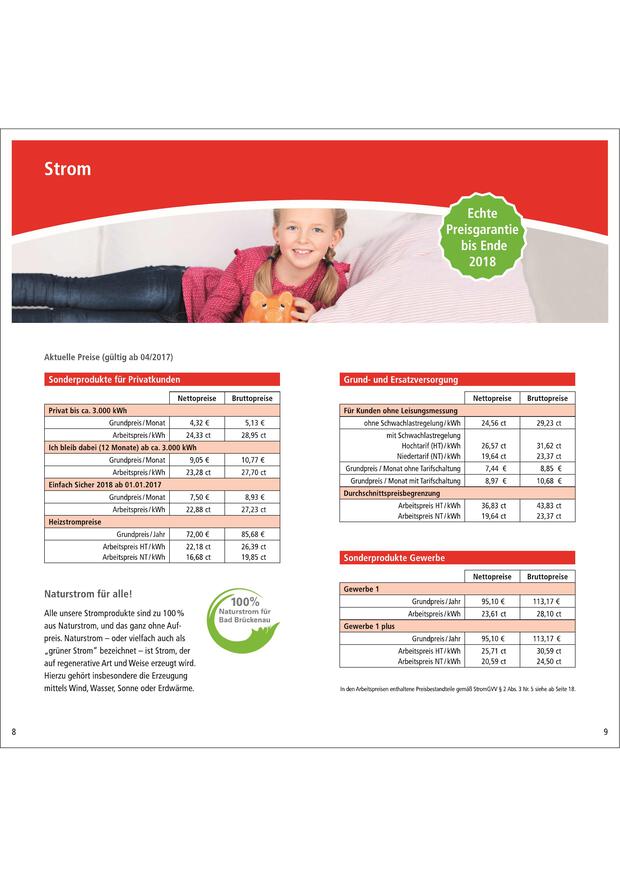 Strom
Echte
Preisgarantie
bis Ende
2018
Aktuelle Preise (gültig ab 04/2017)
Sonderprodukte für Privatkunden
Nettopreise Bruttopreise
Privat bis ca. 3.000 kWh
Grundpreis/Monat 4,32 € 5,13 €
Arbeitspreis/kWh 24,33 ct 28,95 ct
Ich bleib dabei (12 Monate) ab ca. 3.000 kWh
Grundpreis/Monat 9,05 € 10,77 €
Arbeitspreis/kWh 23,28 ct 27,70 ct
Einfach Sicher 2018 ab 01.01.2017
Grundpreis/Monat 7,50 € 8,93 €
Arbeitspreis/kWh 22,88 ct 27,23 ct
Heizstrompreise
Grundpreis/Jahr 72,00 € 85,68 €
Arbeitspreis HT/kWh 22,18 ct 26,39 ct
Arbeitspreis NT/kWh 16,68 ct 19,85 ct
Naturstrom für alle!
Alle unsere Stromprodukte sind zu 100 %
aus Naturstrom, und das ganz ohne Auf-
preis. Naturstrom – oder vielfach auch als
„grüner Strom“ bezeichnet – ist Strom, der
auf regenerative Art und Weise erzeugt wird.
Hierzu gehört insbesondere die Erzeugung
mittels Wind, Wasser, Sonne oder Erdwärme.
100%
Naturstrom für
Bad Brückenau
8
Grund- und Ersatzversorgung
Nettopreise Bruttopreise
Für Kunden ohne Leisungsmessung
ohne Schwachlastregelung/kWh 24,56 ct 29,23 ct
mit Schwachlastregelung
Hochtarif (HT)/kWh 26,57 ct 31,62 ct
Niedertarif (NT)/kWh 19,64 ct 23,37 ct
Grundpreis / Monat ohne Tarifschaltung 7,44 € 8,85 €
Grundpreis / Monat mit Tarifschaltung 8,97 € 10,68 €
Durchschnittspreisbegrenzung
Arbeitspreis HT/kWh 36,83 ct 43,83 ct
Arbeitspreis NT/kWh 19,64 ct 23,37 ct
Sonderprodukte Gewerbe
Nettopreise Bruttopreise
Gewerbe 1
Grundpreis/Jahr 95,10 € 113,17 €
Arbeitspreis/kWh 23,61 ct 28,10 ct
Gewerbe 1 plus
Grundpreis/Jahr 95,10 € 113,17 €
Arbeitspreis HT/kWh 25,71 ct 30,59 ct
Arbeitspreis NT/kWh 20,59 ct 24,50 ct
In den Arbeitspreisen enthaltene Preisbestandteile gemäß StromGVV § 2 Abs. 3 Nr. 5 siehe ab Seite 18.
9